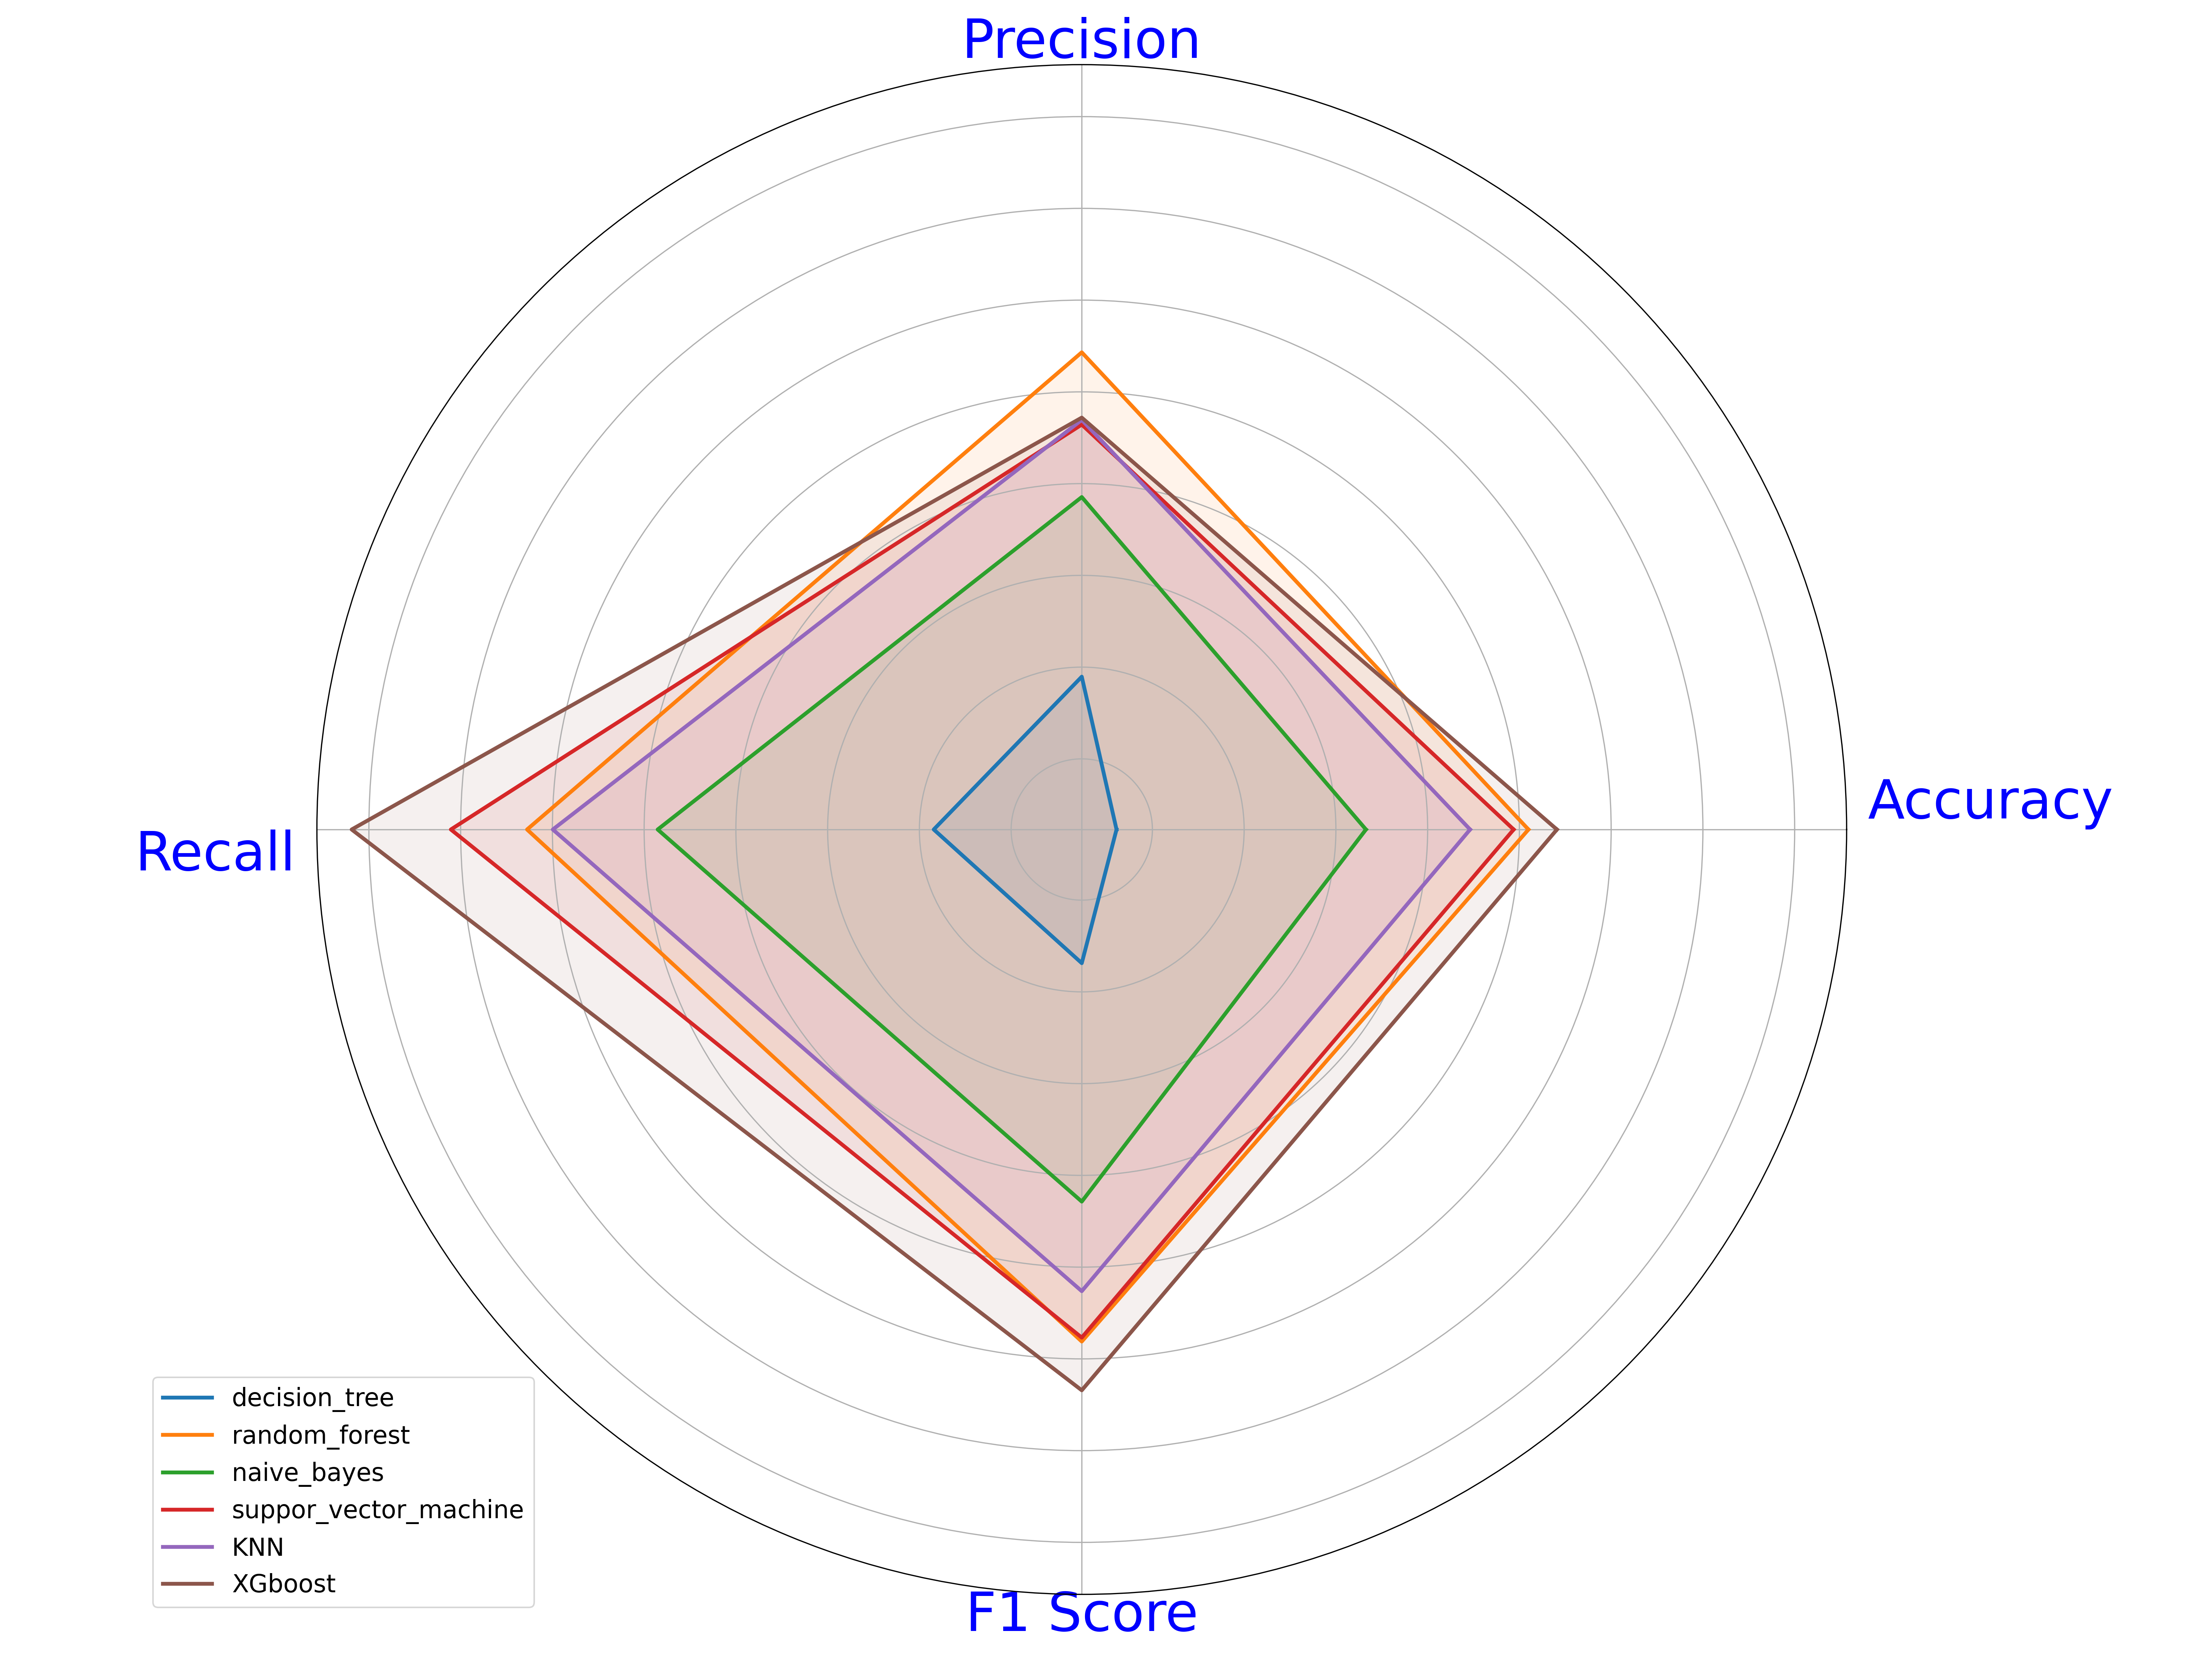 Precision
Accuracy
Recall
F1 Score
decision_tree
random_forest
naive_bayes
suppor_vector_machine
KNN
XGboost